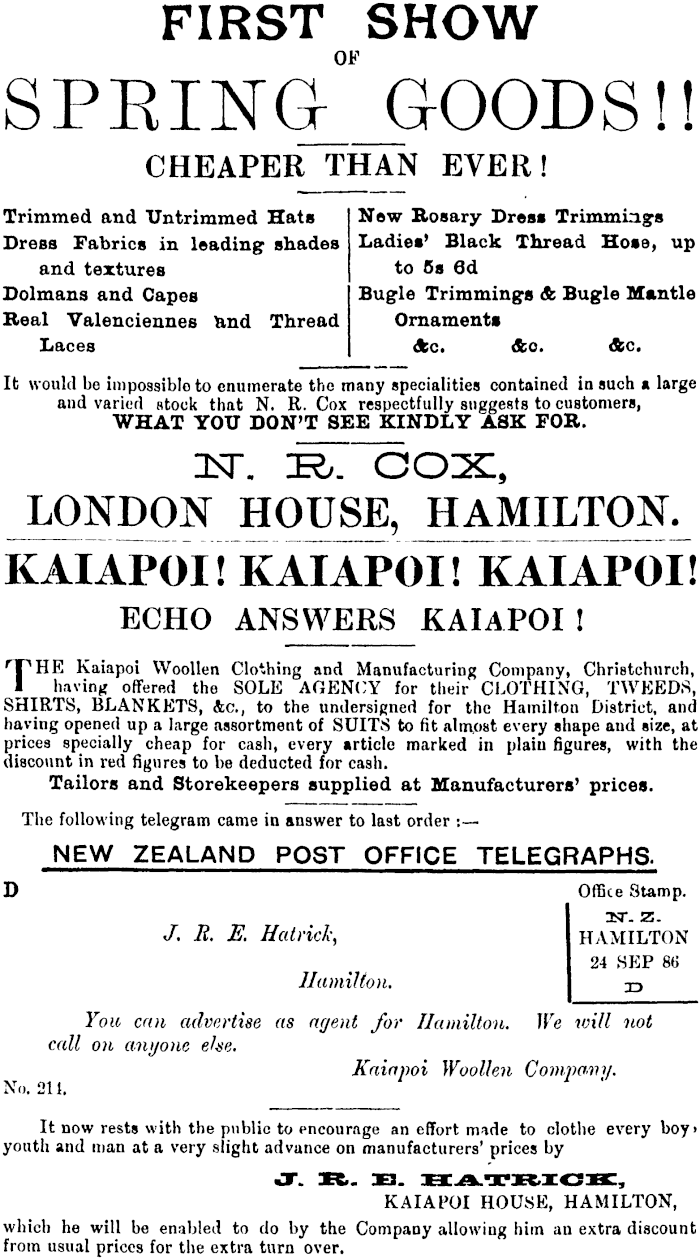 FIRST SHOW
OF
SPRING GOODS!!
CHEAPER THAN EVER!
Trimmed and Untrimmed Hats
Dress Fabrics in leading shades
and textures
Dolmans and Capes
Real Valenciennes and Thread
Laces
New Rosary Dress Trimmings
Ladies' Black Thread Hose, up
to 5s 6d
Bugle Trimmings & Bugle Mantle
Ornaments
&c. &c. &c.
It would be impossible to enumerate the many specialities contained in such a large
and varied stock that N. R. Cox respectfully suggests to customers,
WHAT YOU DON'T SEE KINDLY ASK FOR.
N. R. COX,
LONDON HOUSE, HAMILTON.
KAIAPOI! KAIAPOI! KAIAPOI!
ECHO ANSWERS KAIAPOI!
THE Kaiapoi Woollen Clothing and Manufacturing Company, Christchurch,
having offered the SOLE AGENCY for their CLOTHING, TWEEDS,
SHIRTS, BLANKETS, &c., to the undersigned for the Hamilton District, and
having opened up a large assortment of SUITS to fit almost every shape and size, at
prices specially cheap for cash, every article marked in plain figures, with the
discount in red figures to be deducted for cash.
Tailors and Storekeepers supplied at Manufacturers' prices.
The following telegram came in answer to last order :—
NEW ZEALAND POST OFFICE TELEGRAPHS.
D
Office Stamp.
N. Z.
HAMILTON
24 SEP 86
D
J. R. E. Hatrick,
Hamilton.
You can advertise as agent for Hamilton. We will not
call on anyone else.
Kaiapoi Woollen Company.
No. 211.
It now rests with the public to encourage an effort made to clothe every boy,
youth and man at a very slight advance on manufacturers' prices by
J. R. E. HATRICK,
KAIAPOI HOUSE, HAMILTON,
which he will be enabled to do by the Company allowing him an extra discount
from usual prices for the extra turn over.